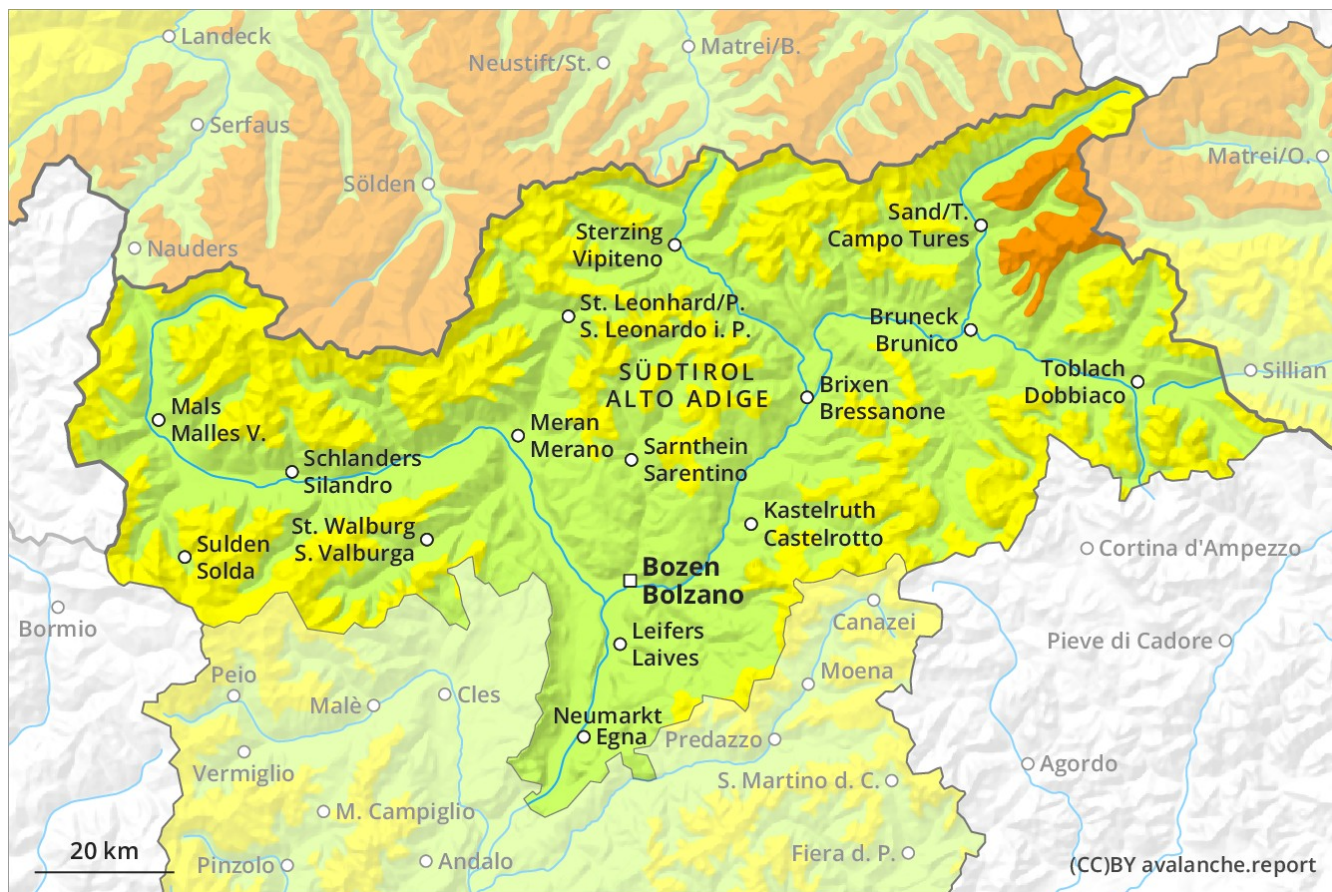 Landeck
Matrei/B.
Neustift/St.
Serfaus
Matrei/O.
Sölden
Sand/T.
Campo Tures
Nauders
Sterzing
Vipiteno
St. Leonhard/P.
S. Leonardo i. P.
Bruneck
Brunico
SÜDTIROL
ALTO ADIGE
Toblach
Dobbiaco
Sillian
Brixen
Bressanone
Mals
Malles V.
Meran
Merano
Sarnthein
Sarentino
Schlanders
Silandro
Kastelruth
Castelrotto
St. Walburg
S. Valburga
Sulden
Solda
Cortina d'Ampezzo
Bozen
Bolzano
Bormio
Canazei
Leifers
Laives
Pieve di Cadore
Peio
Moena
Malè
Cles
Neumarkt
Egna
Predazzo
Vermiglio
Agordo
S. Martino d. C.
M. Campiglio
20 km
Pinzolo
Andalo
Fiera d. P.
(CC)BY avalanche.report